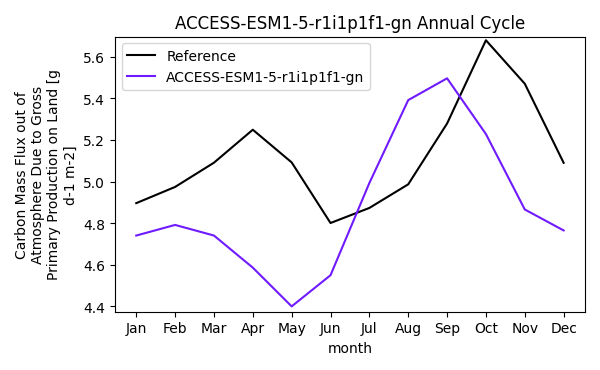 ACCESS-ESM1-5-r1i1p1f1-gn Annual Cycle
Reference
ACCESS-ESM1-5-r1i1p1f1-gn
Carbon Mass Flux out of
Atmosphere Due to Gross
Primary Production on Land [g
d-1 m-2]
5.6
5.4
5.2
5.0
4.8
4.6
4.4
Jan Feb Mar Apr May Jun Jul Aug Sep Oct Nov Dec
month